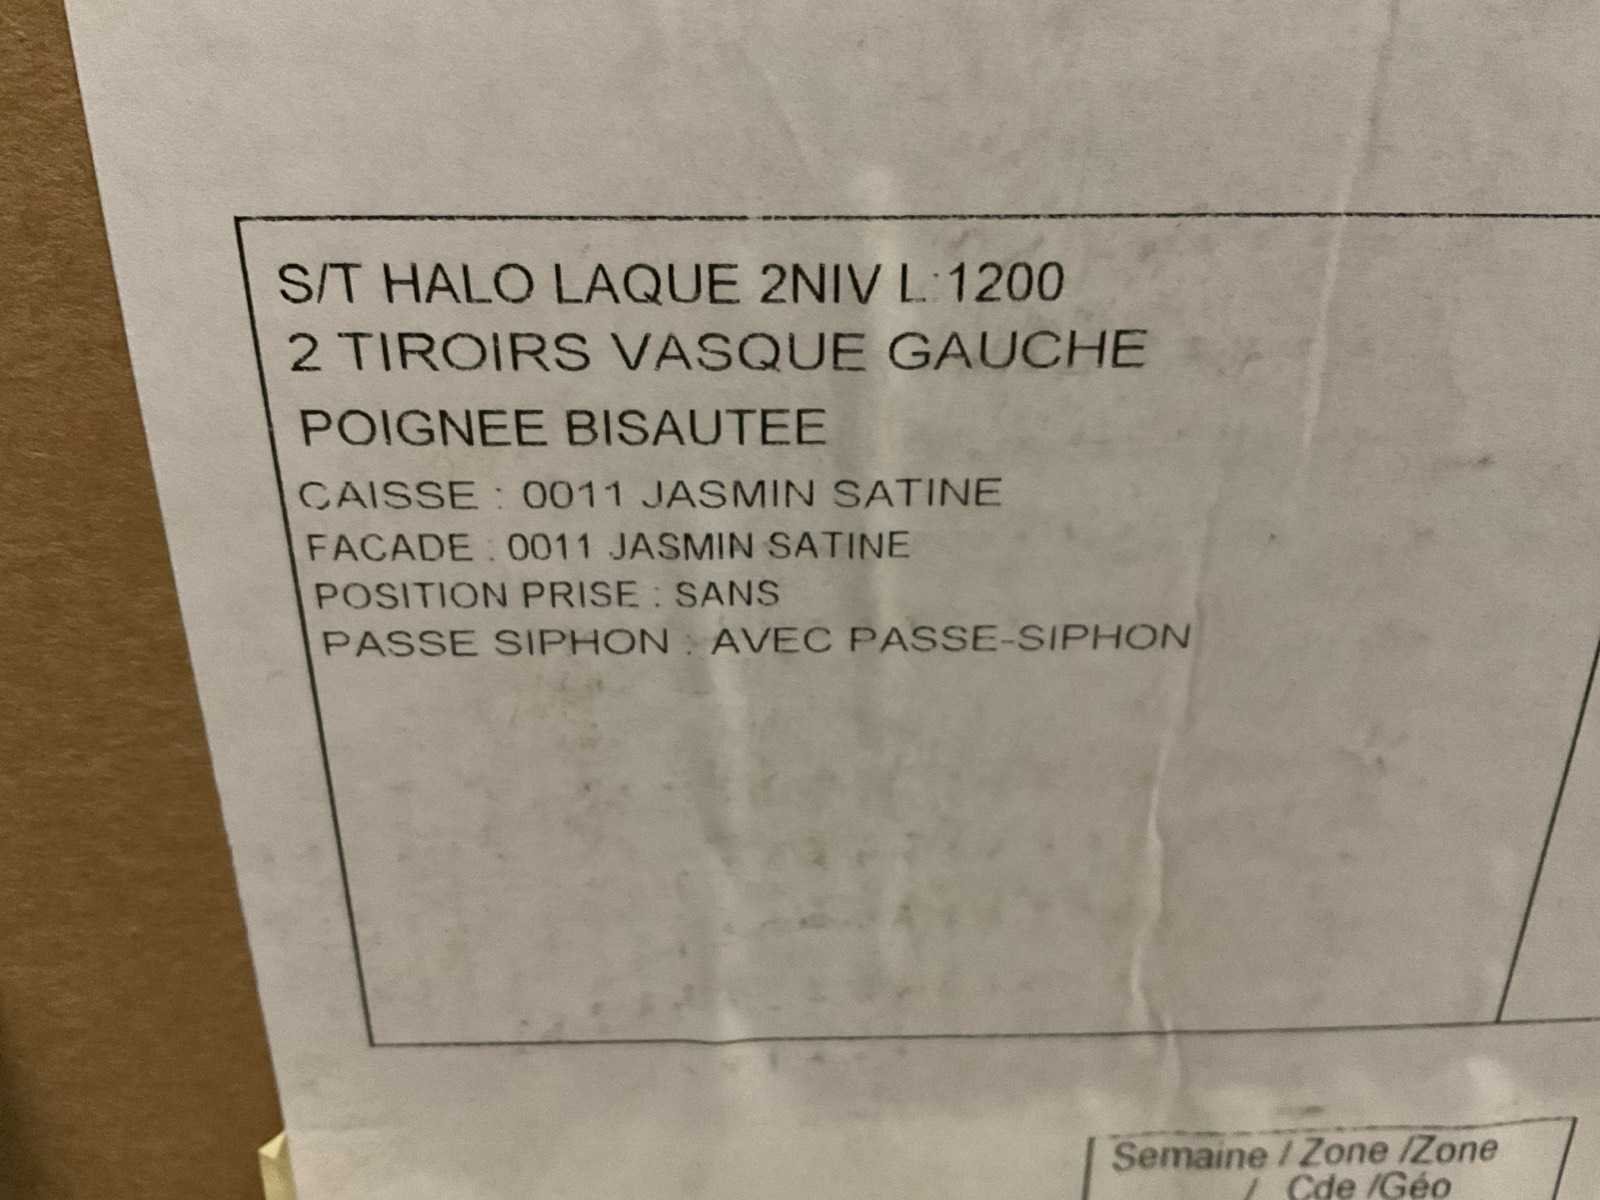 S/T HALO LAQUE 2NIV L:1200
2 TIROIRS VASQUE GAUCHE
POIGNEE BISAUTEE
CAISSE : 0011 JASMIN SATINE
FACADE : 0011 JASMIN SATINE
POSITION PRISE : SANS
PASSE SIPHON : AVEC PASSE-SIPHON
Semaine / Zone /Zone
/ Cde /Géo